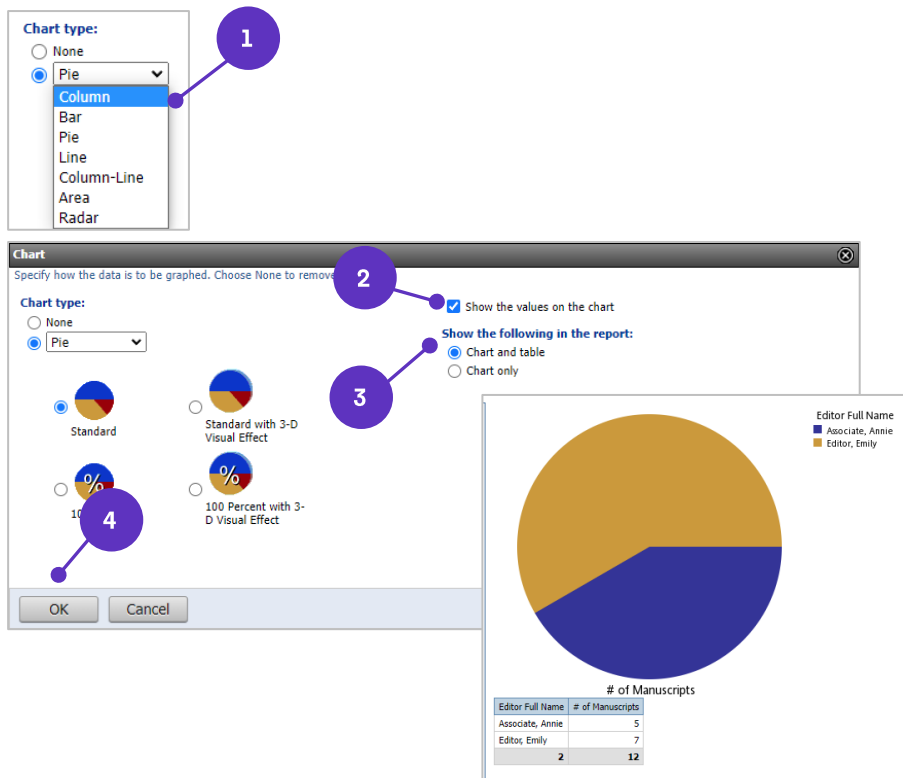 Chart type:
None
Pie
Column
Bar
Pie
Line
Column-Line
Area
Radar
1
Chart
Specify how the data is to be graphed. Choose None to remove
2
Chart type:
None
Pie
Show the values on the chart
Show the following in the report:
Chart and table
Chart only
3
Standard
Standard with 3-D
Visual Effect
%
%
10
100 Percent with 3-
D Visual Effect
4
OK
Cancel
Editor Full Name
Associate, Annie
Editor, Emily
# of Manuscripts
Editor Full Name # of Manuscripts
Associate, Annie 5
Editor, Emily 7
2 12